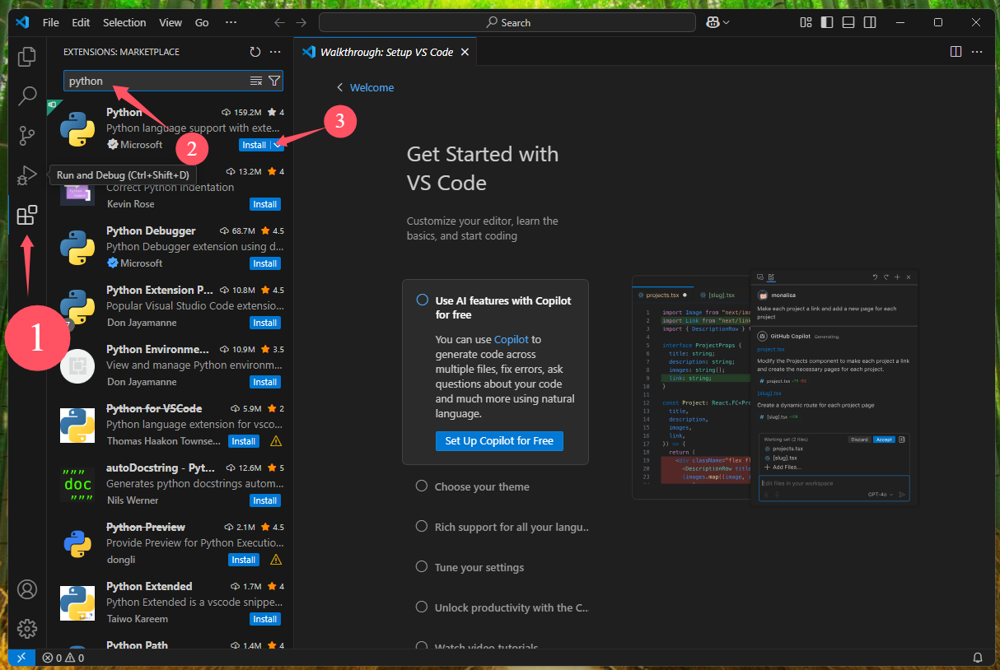 File Edit Selection View Go ··· Search
EXTENSIONS: MARKETPLACE
python
Python 159.2M 4
Python language support with exte...
Microsoft Install
13.2M 4
Correct Python Indentation
Kevin Rose Install
Python Debugger 68.7M 4.5
Python Debugger extension using d...
Microsoft Install
Python Extension P... 10.8M 4.5
Popular Visual Studio Code extensio...
Don Jayamanne Install
Python Environme... 10.9M 3.5
View and manage Python environm...
Don Jayamanne Install
Python for VSCode 5.9M 2
Python language extension for vsco...
Thomas Haakon Townse... Install
autoDocstring - Pyt... 12.6M 5
Generates python docstrings autom...
Nils Werner Install
Python Preview 2.1M 4.5
Provide Preview for Python Executio...
dongli Install
Python Extended 1.7M 4
Python Extended is a vscode snippe...
Taiwo Kareem Install
Python Path 1.4M 4
"""
doc
"""
Run and Debug (Ctrl+Shift+D)
1
2
3
Walkthrough: Setup VS Code
Welcome
Get Started with
VS Code
Customize your editor, learn the
basics, and start coding
Use AI features with Copilot
for free
You can use Copilot to
generate code across
multiple files, fix errors, ask
questions about your code
and much more using natural
language.
Set Up Copilot for Free
Choose your theme
Rich support for all your langu..
Tune your settings
Unlock productivity with the C...
Watch video tutorials
projects.tsx [slug].tsx
1 import Image from "next/ima
2 import Link from "next/link
3 import { DescriptionRow } f
4
5 interface ProjectProps {
6 title: string;
7 description: string;
8 images: string[];
9 link: string;
10 }
11
12 const Project: React.FC<Pro
13 title,
14 description,
15 images,
16 link,
17 }) => {
18 return (
19 <div className="flex fl
20 <DescriptionRow title
23 {images.map((image,
monalisa
Make each project a link and add a new page for each
project
GitHub Copilot Generating.
project.tsx
Modify the Projects component to make each project a link
and create the necessary pages for each project.
# project.tsx
[slug].tsx
Create a dynamic route for each project page
# [slug].tsx
Working set (2 files) Discard Accept
projects.tsx
[slug].tsx
+ Add Files...
Edit files in your workspace
GPT-4o
0 0